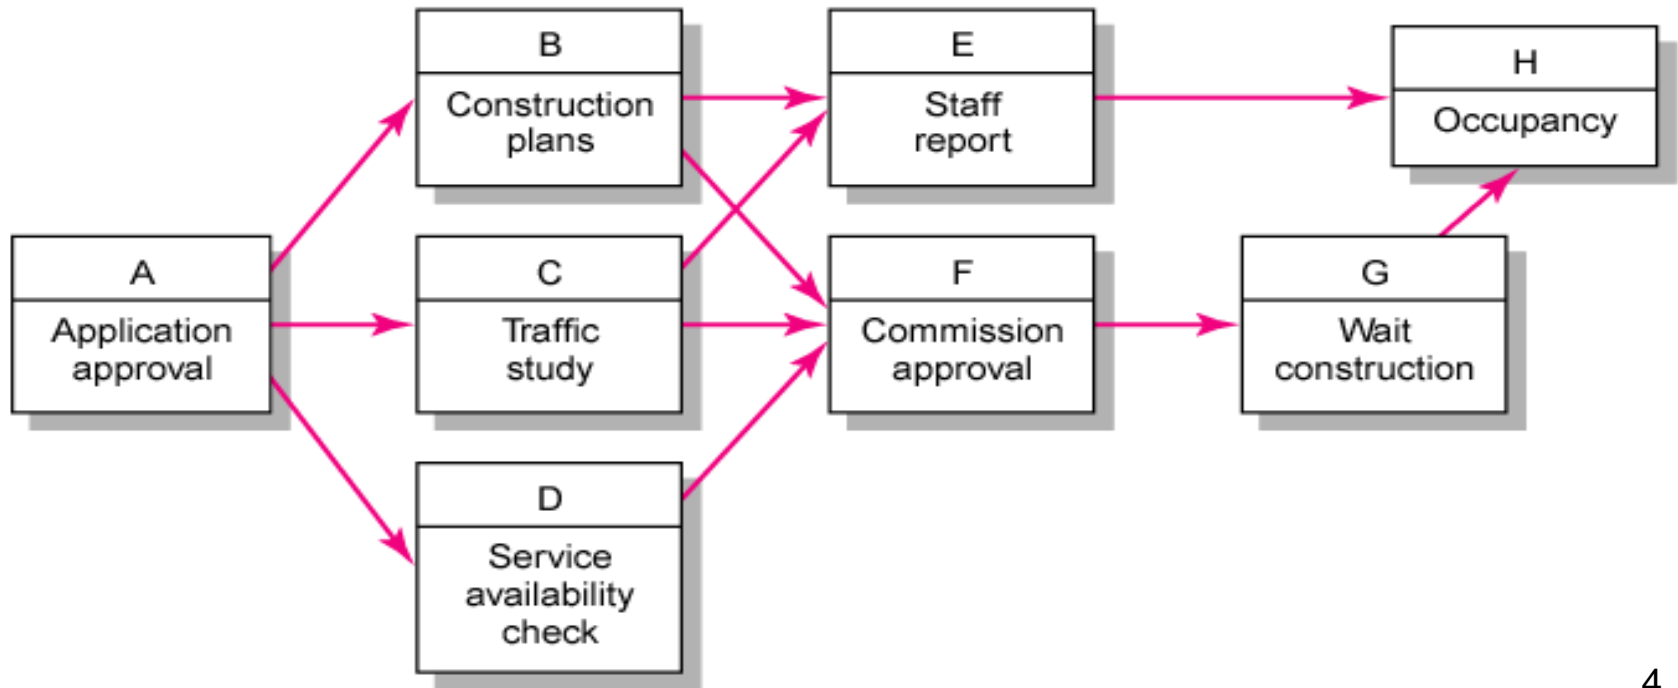 A
Application
approval
B
Construction
plans
C
Traffic
study
D
Service
availability
check
E
Staff
report
F
Commission
approval
G
Wait
construction
H
Occupancy
4